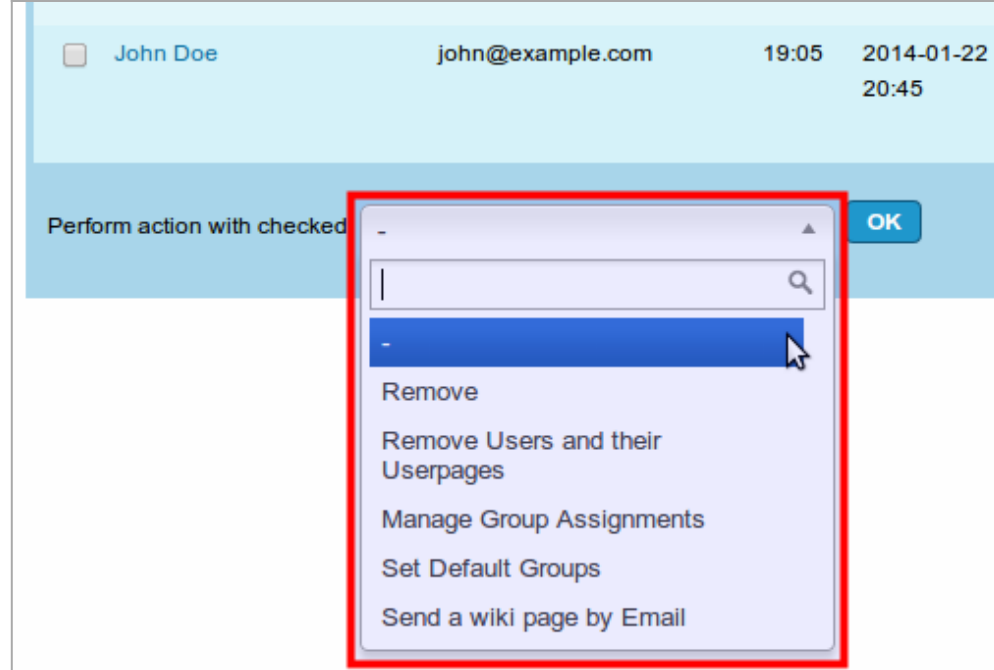 John Doe john@example.com 19:05 2014-01-22
20:45
Perform action with checked - OK
-
Remove
Remove Users and their
Userpages
Manage Group Assignments
Set Default Groups
Send a wiki page by Email